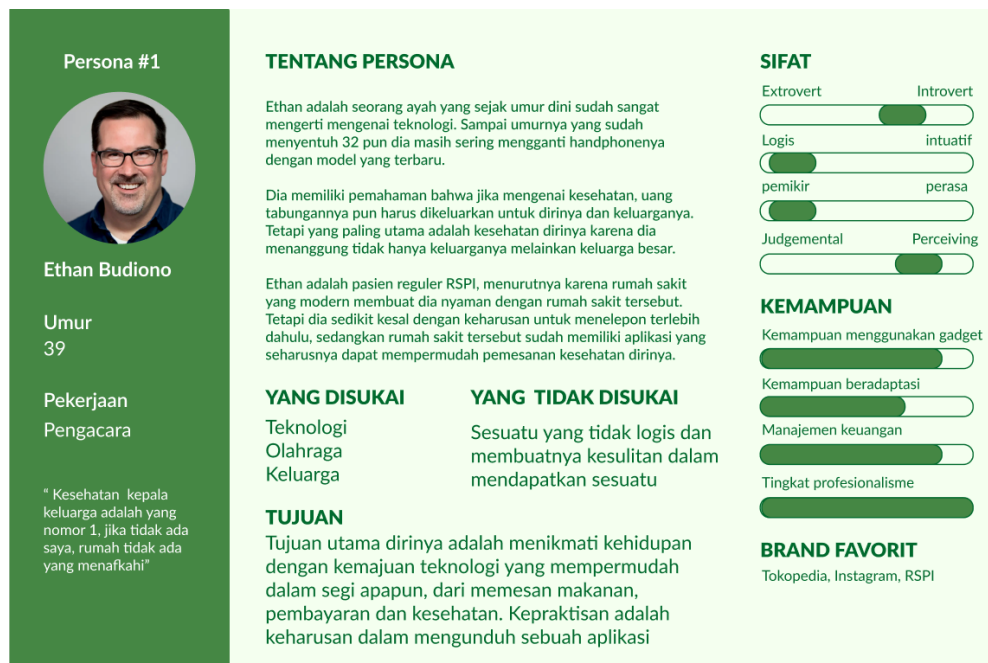 Persona #1
Ethan Budiono
Umur
39
Pekerjaan
Pengacara
“ Kesehatan kepala
keluarga adalah yang
nomor 1, jika tidak ada
saya, rumah tidak ada
yang menafkahi”
TENTANG PERSONA
Ethan adalah seorang ayah yang sejak umur dini sudah sangat
mengerti mengenai teknologi. Sampai umurnya yang sudah
menyentuh 32 pun dia masih sering mengganti handphonenya
dengan model yang terbaru.
Dia memiliki pemahaman bahwa jika mengenai kesehatan, uang
tabungannya pun harus dikeluarkan untuk dirinya dan keluarganya.
Tetapi yang paling utama adalah kesehatan dirinya karena dia
menanggung tidak hanya keluarganya melainkan keluarga besar.
Ethan adalah pasien reguler RSPI, menurutnya karena rumah sakit
yang modern membuat dia nyaman dengan rumah sakit tersebut.
Tetapi dia sedikit kesal dengan keharusan untuk menelepon terlebih
dahulu, sedangkan rumah sakit tersebut sudah memiliki aplikasi yang
seharusnya dapat mempermudah pemesanan kesehatan dirinya.
YANG DISUKAI
Teknologi
Olahraga
Keluarga
YANG TIDAK DISUKAI
Sesuatu yang tidak logis dan
membuatnya kesulitan dalam
mendapatkan sesuatu
TUJUAN
Tujuan utama dirinya adalah menikmati kehidupan
dengan kemajuan teknologi yang mempermudah
dalam segi apapun, dari memesan makanan,
pembayaran dan kesehatan. Kepraktisan adalah
keharusan dalam mengunduh sebuah aplikasi
SIFAT
Extrovert Introvert
Logis intuatif
pemikir perasa
Judgemental Perceiving
KEMAMPUAN
Kemampuan menggunakan gadget
Kemampuan beradaptasi
Manajemen keuangan
Tingkat profesionalisme
BRAND FAVORIT
Tokopedia, Instagram, RSPI